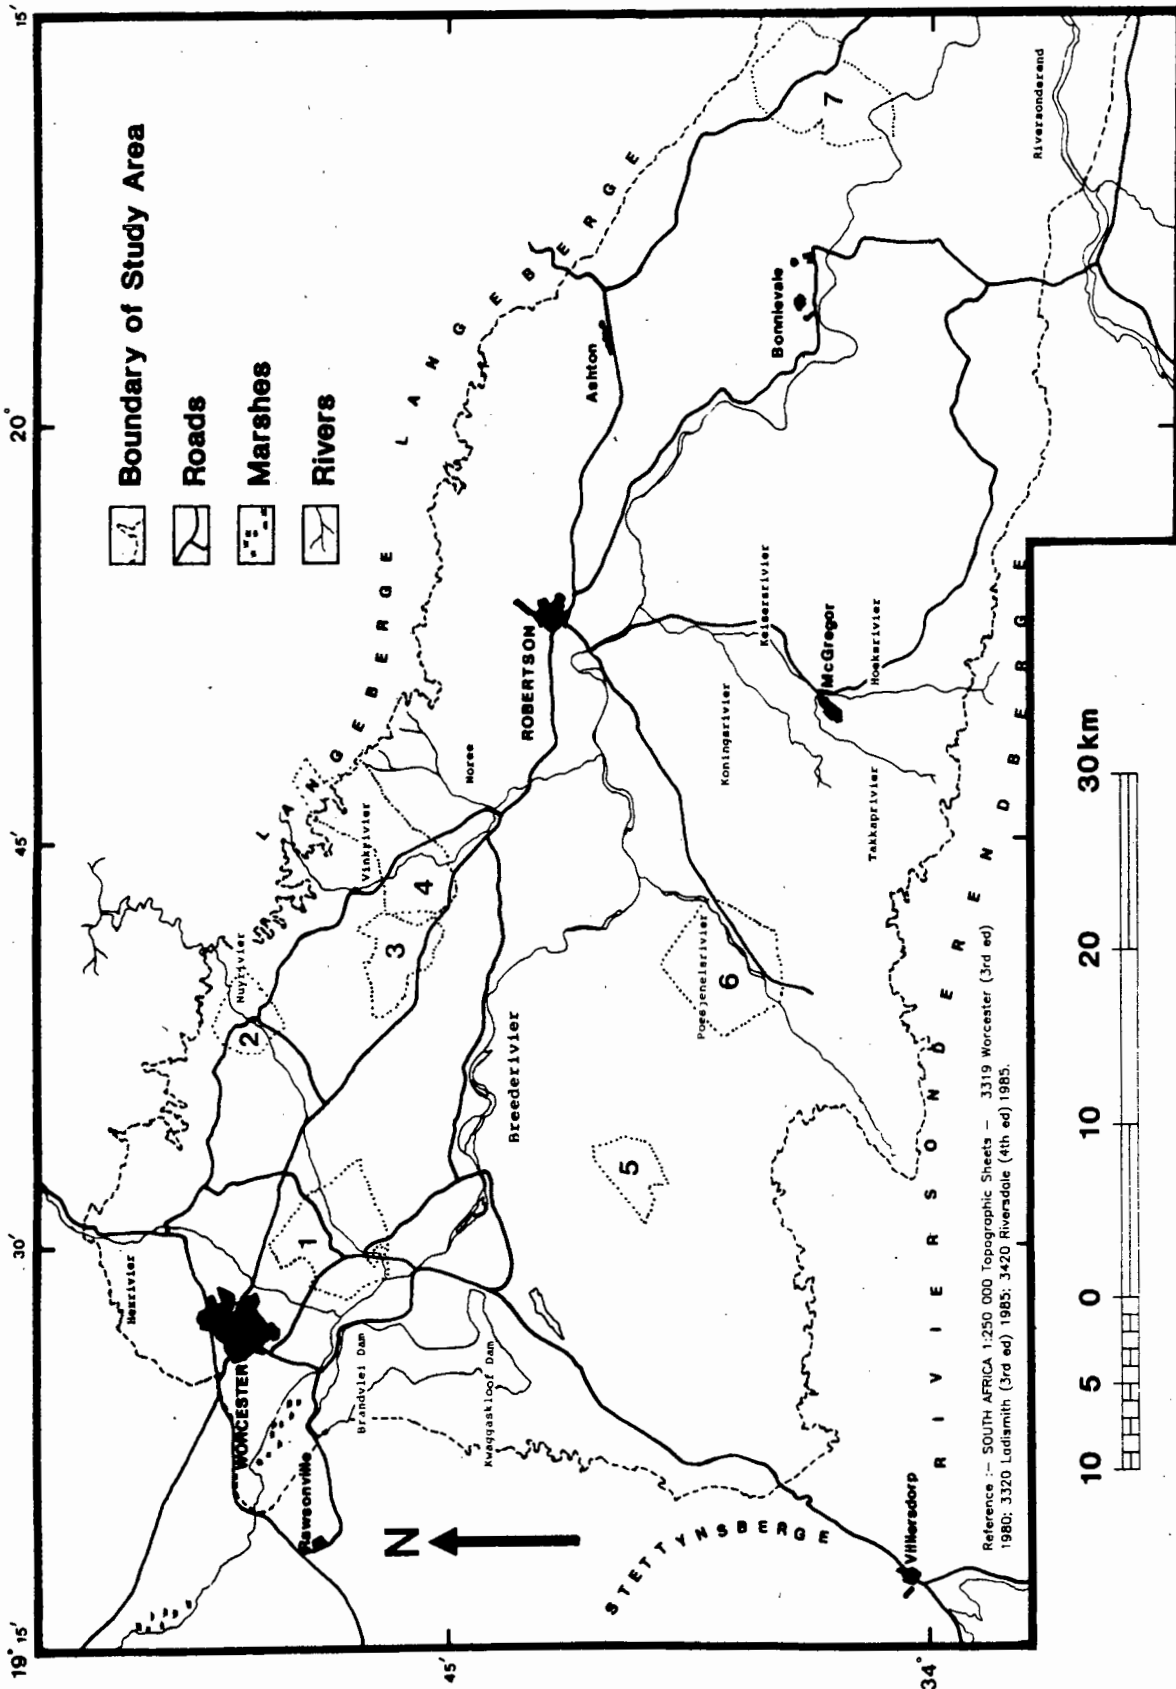 19° 15'
30'
45'
20°
15'
45'
34°
Boundary of Study Area
Roads
Marshes
Rivers
L A N G E B E R G E
L A N G E B E R G E
Hexrivier
WORCESTER
Rawsonville
Brandvlei Dam
Kwaggaskloof Dam
Nuyrivier
Vinkrivier
Noree
ROBERTSON
Ashton
Bonnievale
Breederivier
Poesjenelsrivier
Koningsrivier
Keisersrivier
McGregor
Hoeksrivier
Takkaprivier
Riversonderend
Villiersdorp
1
2
3
4
5
6
7
N
STETTYNSBERGE
R I V I E R S O N D E R E N D B E R G E
Reference :- SOUTH AFRICA 1:250 000 Topographic Sheets - 3319 Worcester (3rd ed)
1980; 3320 Ladismith (3rd ed) 1985; 3420 Riversdale (4th ed) 1985.
10 5 0 10 20 30km